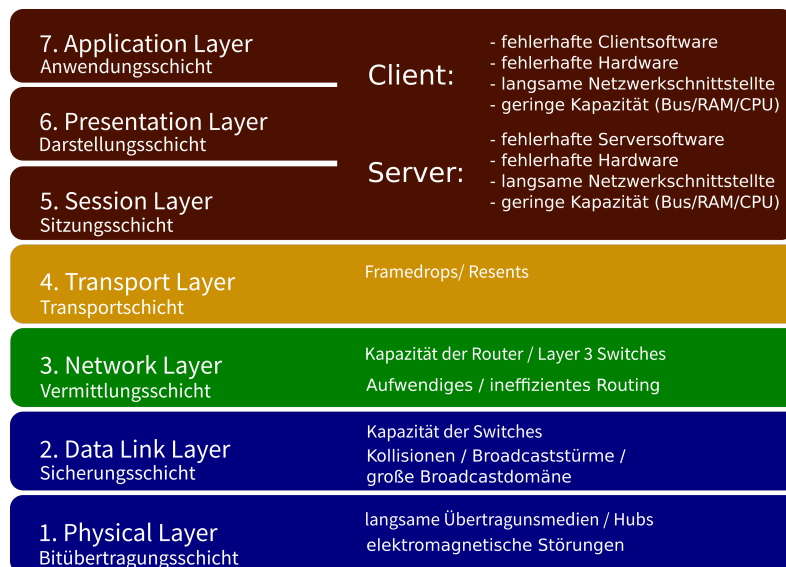 7. Application Layer
Anwendungsschicht
6. Presentation Layer
Darstellungsschicht
5. Session Layer
Sitzungsschicht
Client:
- fehlerhafte Clientsoftware
- fehlerhafte Hardware
- langsame Netzwerkschnittstellte
- geringe Kapazität (Bus/RAM/CPU)
Server:
- fehlerhafte Serversoftware
- fehlerhafte Hardware
- langsame Netzwerkschnittstellte
- geringe Kapazität (Bus/RAM/CPU)
4. Transport Layer
Transportschicht
Framedrops/ Resents
3. Network Layer
Vermittlungsschicht
Kapazität der Router / Layer 3 Switches
Aufwendiges / ineffizientes Routing
2. Data Link Layer
Sicherungsschicht
Kapazität der Switches
Kollisionen / Broadcaststürme /
große Broadcastdomäne
1. Physical Layer
Bitübertragungsschicht
langsame Übertragunsmedien / Hubs
elektromagnetische Störungen